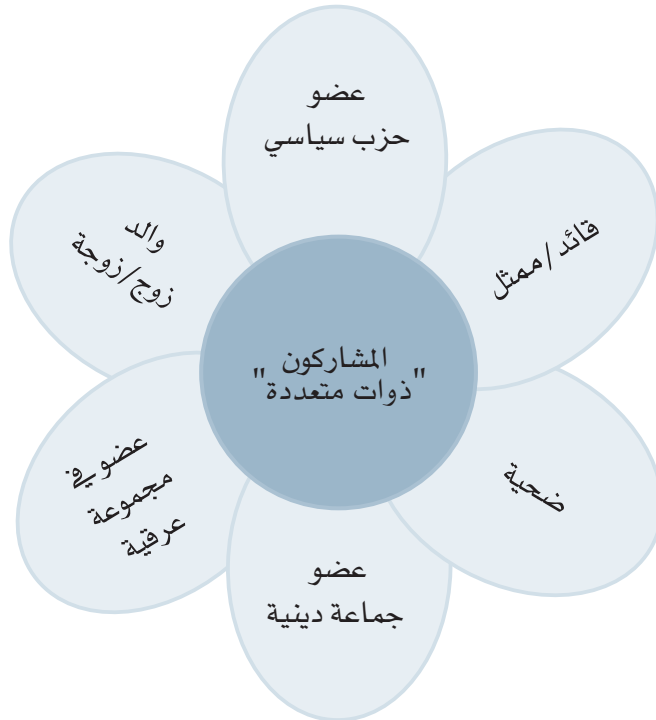 عضو
حزب سياسي
قائد/ممثل
والد
زوج/زوجة
المشاركون
"ذوات متعددة"
ضحية
عضو في
مجموعة
عرقية
عضو
جماعة دينية